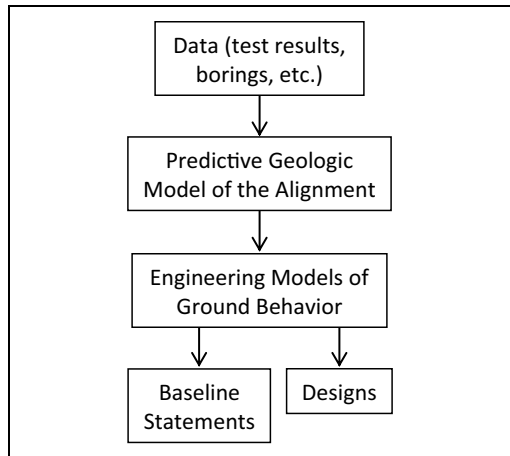 Data (test results,
borings, etc.)
Predictive Geologic
Model of the Alignment
Engineering Models of
Ground Behavior
Baseline
Statements
Designs